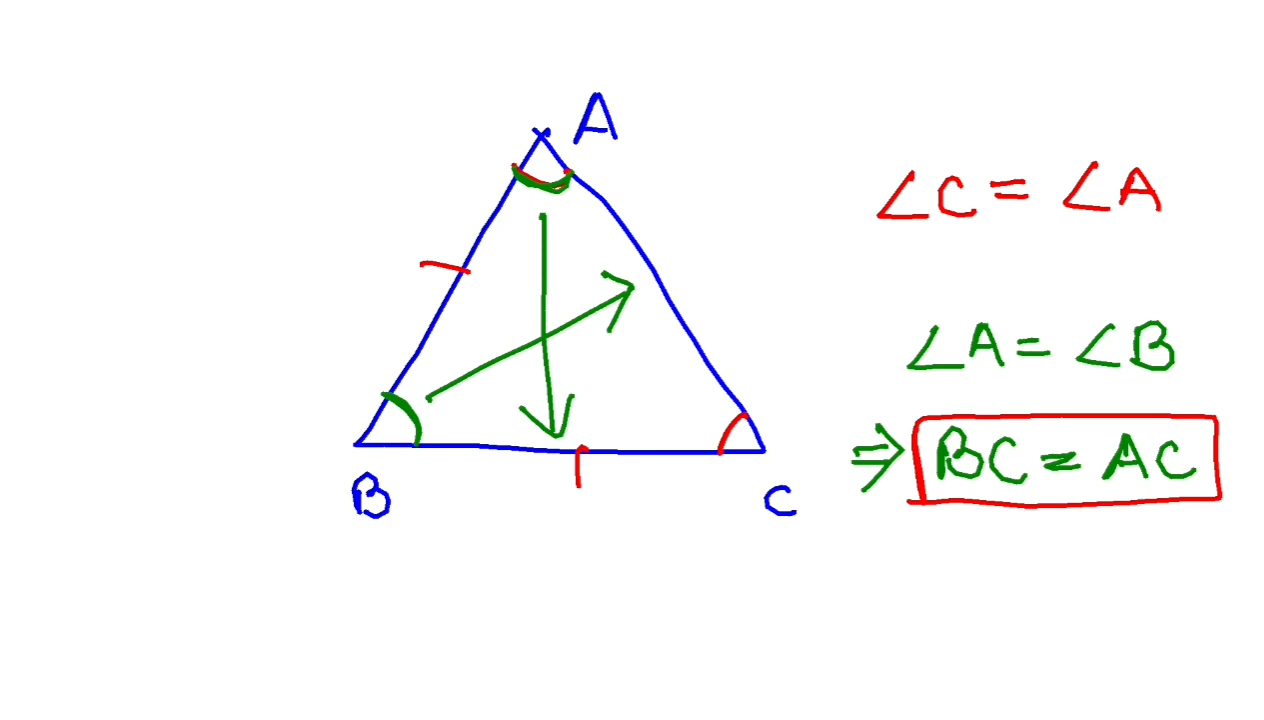 A
∠C = ∠A
∠A = ∠B
⇒ BC = AC
B
C